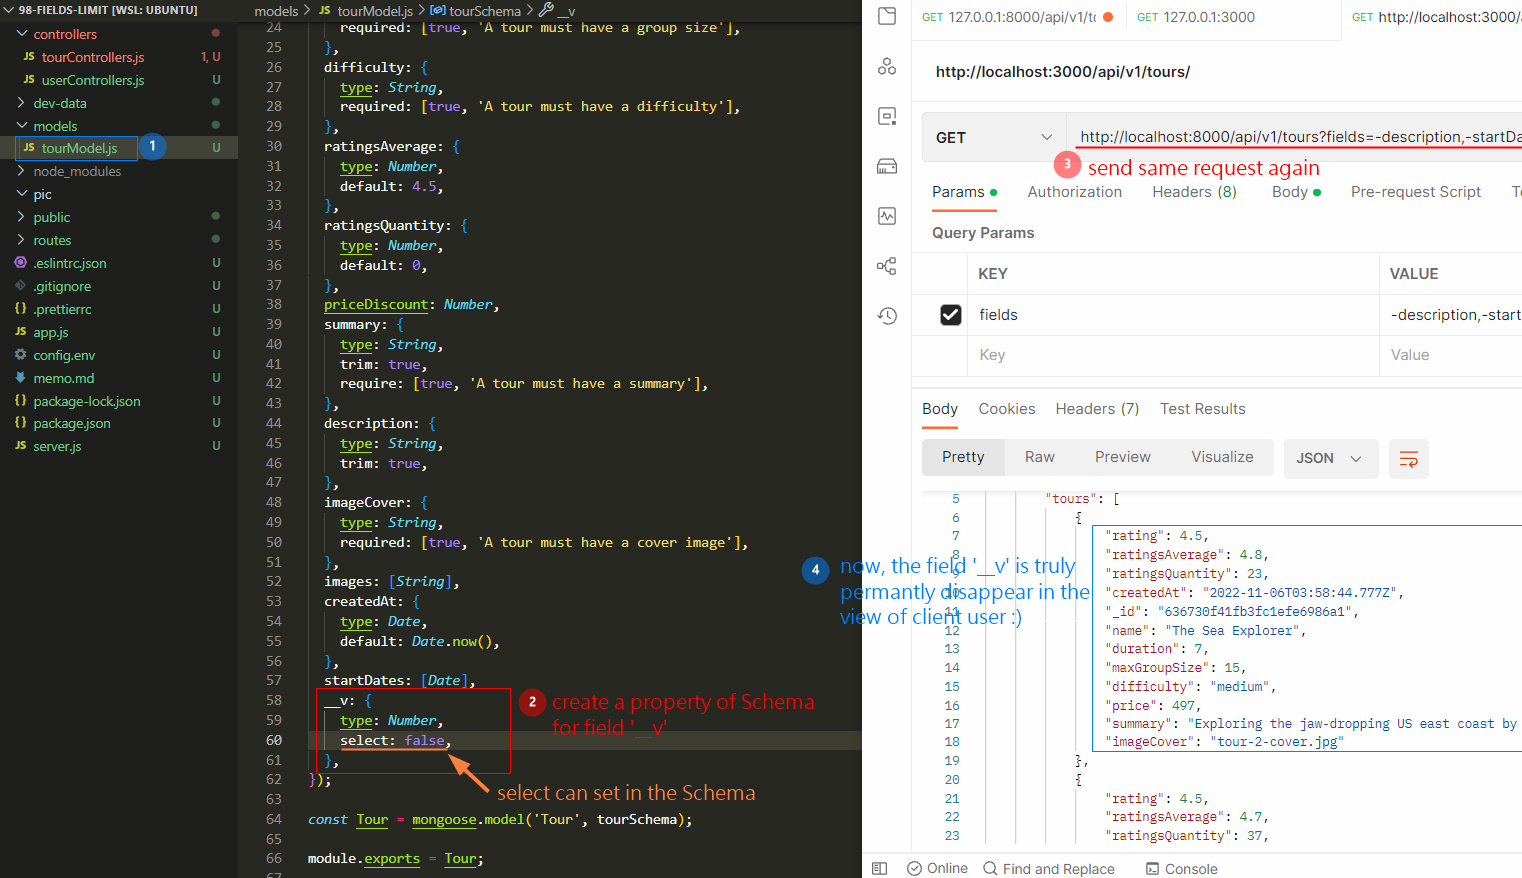 98-FIELDS-LIMIT [WSL: UBUNTU]
controllers
JS tourControllers.js 1, U
JS userControllers.js U
dev-data
models
JS tourModel.js 1 U
node_modules
pic
public
routes
.eslintrc.json U
.gitignore U
{} .prettierrc U
JS app.js U
config.env U
memo.md U
{} package-lock.json U
{} package.json U
JS server.js U
models > JS tourModel.js > tourSchema > __v
24 required: [true, 'A tour must have a group size'],
25 },
26 difficulty: {
27 type: String,
28 required: [true, 'A tour must have a difficulty'],
29 },
30 ratingsAverage: {
31 type: Number,
32 default: 4.5,
33 },
34 ratingsQuantity: {
35 type: Number,
36 default: 0,
37 },
38 priceDiscount: Number,
39 summary: {
40 type: String,
41 trim: true,
42 require: [true, 'A tour must have a summary'],
43 },
44 description: {
45 type: String,
46 trim: true,
47 },
48 imageCover: {
49 type: String,
50 required: [true, 'A tour must have a cover image'],
51 },
52 images: [String],
53 createdAt: {
54 type: Date,
55 default: Date.now(),
56 },
57 startDates: [Date],
58 __v: {
59 type: Number,
60 select: false,
61 },
62 });
63
64 const Tour = mongoose.model('Tour', tourSchema);
65
66 module.exports = Tour;
67
2 create a property of Schema
for field '__v'
select can set in the Schema
GET 127.0.0.1:8000/api/v1/to
GET 127.0.0.1:3000
GET http://localhost:3000/
http://localhost:3000/api/v1/tours/
GET http://localhost:8000/api/v1/tours?fields=-description,-startDa
3 send same request again
Params Authorization Headers (8) Body Pre-request Script Te
Query Params
KEY VALUE
fields -description,-start
Key Value
Body Cookies Headers (7) Test Results
Pretty Raw Preview Visualize JSON
5 "tours": [
6 {
7 "rating": 4.5,
8 "ratingsAverage": 4.8,
9 "ratingsQuantity": 23,
10 "createdAt": "2022-11-06T03:58:44.777Z",
11 "_id": "636730f41fb3fc1efe6986a1",
12 "name": "The Sea Explorer",
13 "duration": 7,
14 "maxGroupSize": 15,
15 "difficulty": "medium",
16 "price": 497,
17 "summary": "Exploring the jaw-dropping US east coast by
18 "imageCover": "tour-2-cover.jpg"
19 },
20 {
21 "rating": 4.5,
22 "ratingsAverage": 4.7,
23 "ratingsQuantity": 37,
4 now, the field '__v' is truly
permantly disappear in the
view of client user :)
Online Find and Replace Console